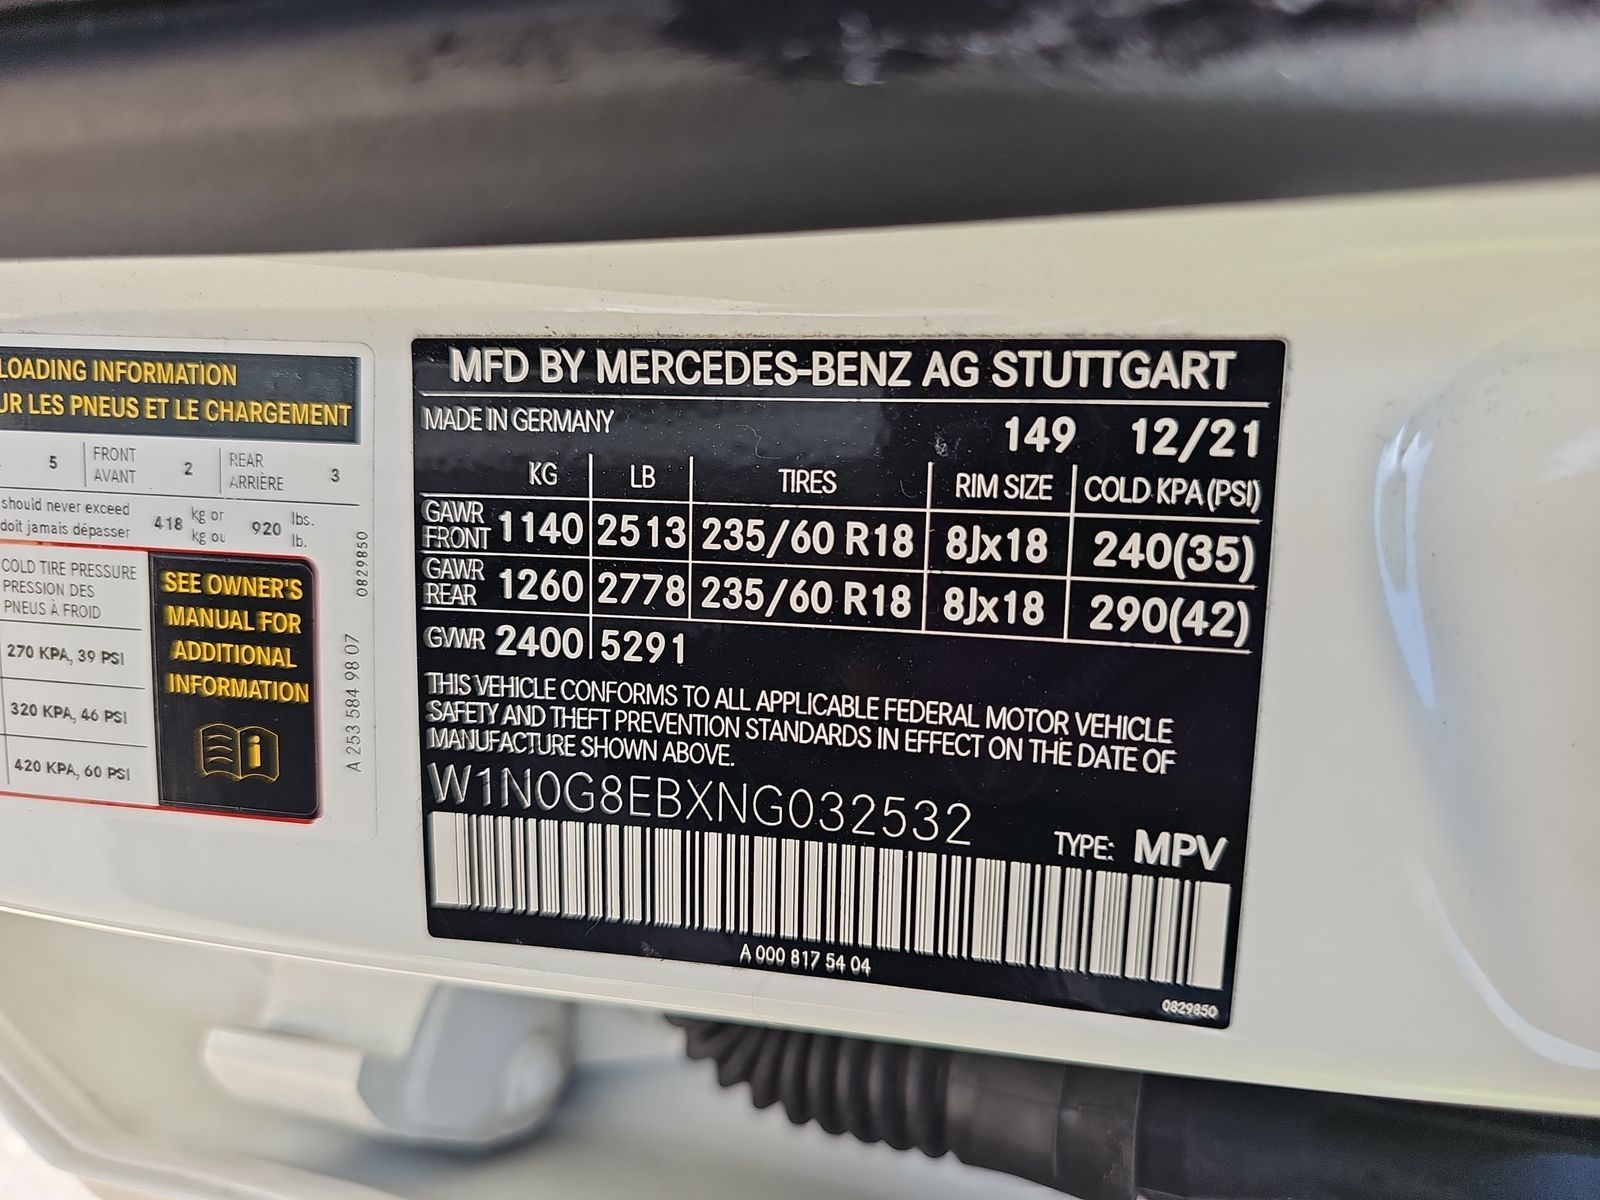 LOADING INFORMATION
UR LES PNEUS ET LE CHARGEMENT
5 FRONT AVANT 2 REAR ARRIÈRE 3
should never exceed 418 kg or 920 lbs.
doit jamais dépasser kg ou lb.
COLD TIRE PRESSURE
PRESSION DES
PNEUS À FROID
270 KPA, 39 PSI
320 KPA, 46 PSI
420 KPA, 60 PSI
SEE OWNER'S
MANUAL FOR
ADDITIONAL
INFORMATION
i
0829850
A 253 584 98 07
MFD BY MERCEDES-BENZ AG STUTTGART
MADE IN GERMANY 149 12/21
KG LB TIRES RIM SIZE COLD KPA (PSI)
GAWR FRONT 1140 2513 235/60 R18 8Jx18 240(35)
GAWR REAR 1260 2778 235/60 R18 8Jx18 290(42)
GVWR 2400 5291
THIS VEHICLE CONFORMS TO ALL APPLICABLE FEDERAL MOTOR VEHICLE
SAFETY AND THEFT PREVENTION STANDARDS IN EFFECT ON THE DATE OF
MANUFACTURE SHOWN ABOVE.
W1N0G8EBXNG032532
TYPE: MPV
A 000 817 54 04
0829850